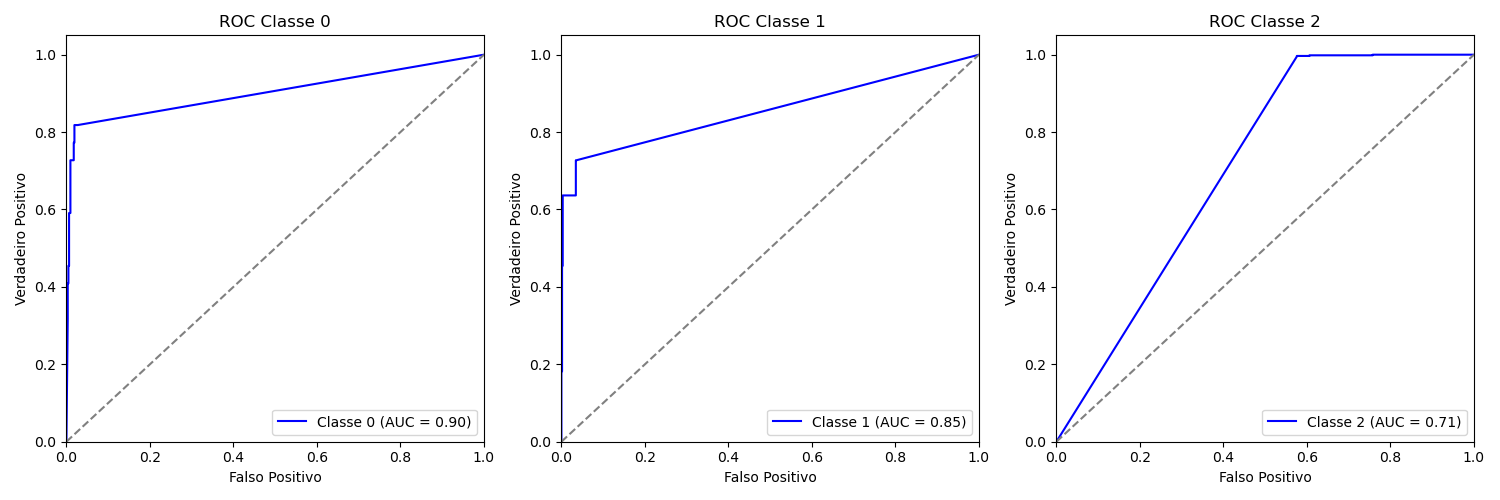 ROC Classe 0
Verdadeiro Positivo
1.0
0.8
0.6
0.4
0.2
0.0
0.0 0.2 0.4 0.6 0.8 1.0
Falso Positivo
Classe 0 (AUC = 0.90)
ROC Classe 1
Verdadeiro Positivo
1.0
0.8
0.6
0.4
0.2
0.0
0.0 0.2 0.4 0.6 0.8 1.0
Falso Positivo
Classe 1 (AUC = 0.85)
ROC Classe 2
Verdadeiro Positivo
1.0
0.8
0.6
0.4
0.2
0.0
0.0 0.2 0.4 0.6 0.8 1.0
Falso Positivo
Classe 2 (AUC = 0.71)